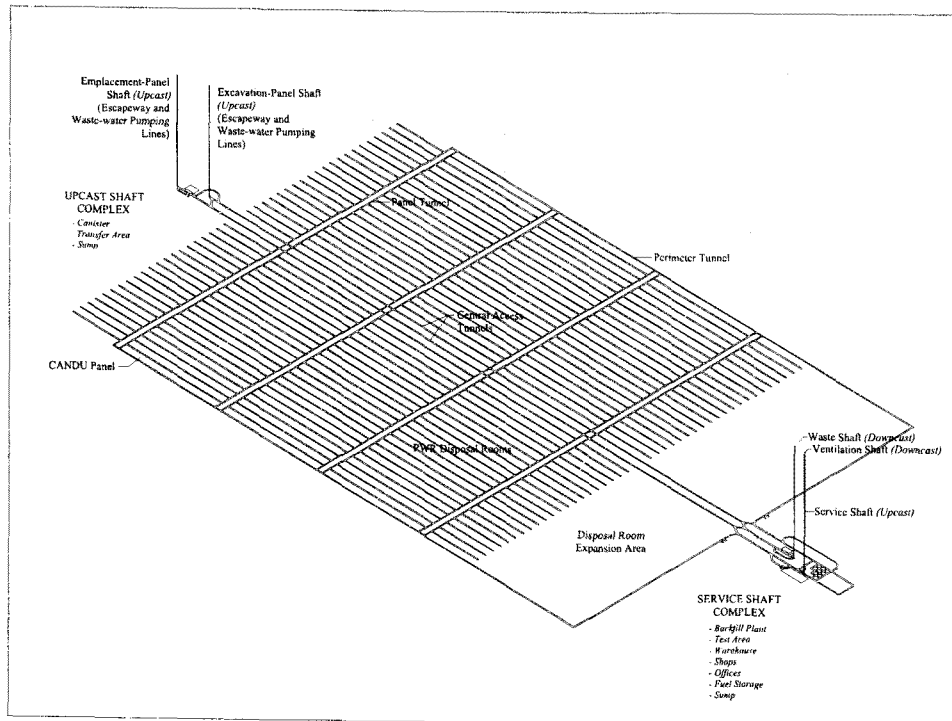 Emplacement-Panel
Shaft (Upcast)
(Escapeway and
Waste-water Pumping
Lines)
Excavation-Panel Shaft
(Upcast)
(Escapeway and
Waste-water Pumping
Lines)
UPCAST SHAFT
COMPLEX
- Canister
Transfer Area
- Sump
Panel Tunnel
Perimeter Tunnel
Central Access
Tunnels
CANDU Panel
PWR Disposal Rooms
Waste Shaft (Downcast)
Ventilation Shaft (Downcast)
Service Shaft (Upcast)
Disposal Room
Expansion Area
SERVICE SHAFT
COMPLEX
- Backfill Plant
- Test Area
- Warehouse
- Shops
- Offices
- Fuel Storage
- Sump